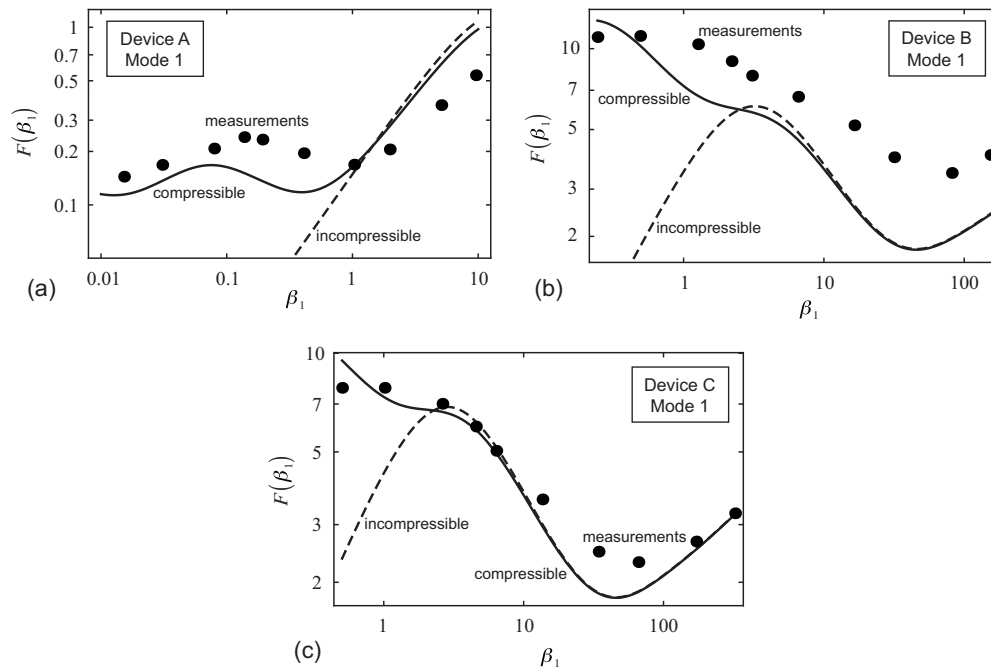 1
0.7
0.5
0.3
0.2
0.1
F(β₁)
Device A
Mode 1
measurements
compressible
incompressible
0.01
0.1
1
10
β₁
(a)
10
5
3
2
F(β₁)
Device B
Mode 1
measurements
compressible
incompressible
1
10
100
β₁
(b)
10
7
5
3
2
F(β₁)
Device C
Mode 1
incompressible
measurements
compressible
1
10
100
β₁
(c)